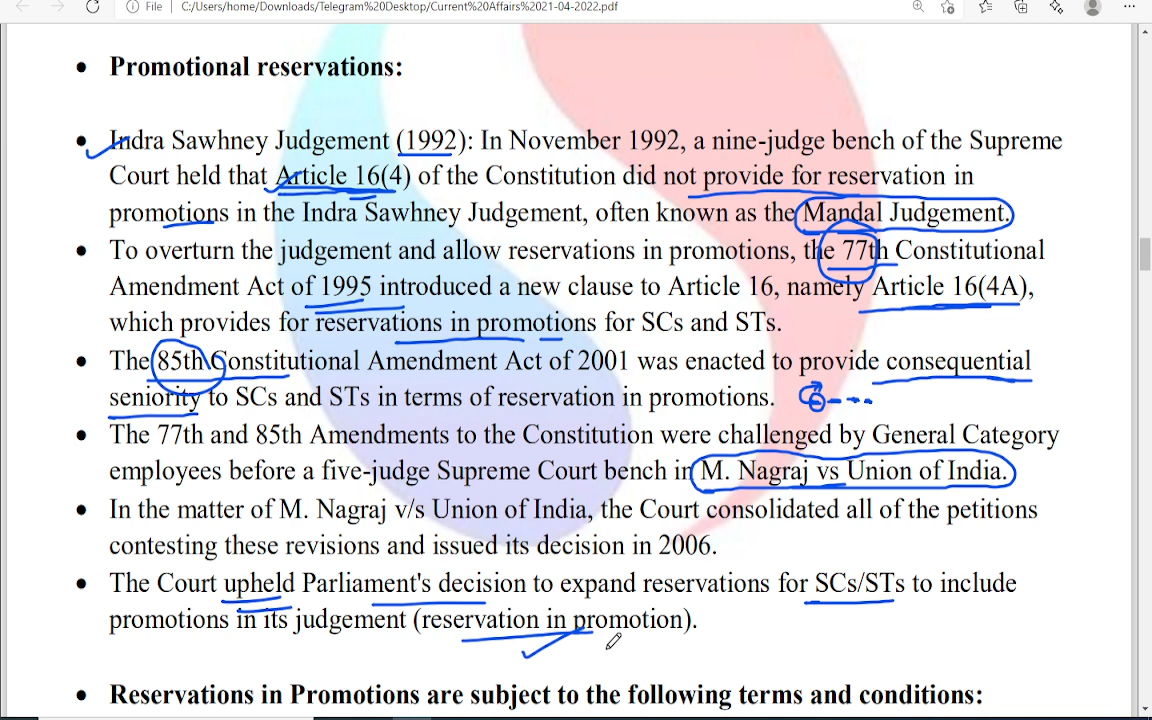 File | C:/Users/home/Downloads/Telegram%20Desktop/Current%20Affairs%2021-04-2022.pdf
• Promotional reservations:
• Indra Sawhney Judgement (1992): In November 1992, a nine-judge bench of the Supreme
Court held that Article 16(4) of the Constitution did not provide for reservation in
promotions in the Indra Sawhney Judgement, often known as the Mandal Judgement.
• To overturn the judgement and allow reservations in promotions, the 77th Constitutional
Amendment Act of 1995 introduced a new clause to Article 16, namely Article 16(4A),
which provides for reservations in promotions for SCs and STs.
• The 85th Constitutional Amendment Act of 2001 was enacted to provide consequential
seniority to SCs and STs in terms of reservation in promotions.
• The 77th and 85th Amendments to the Constitution were challenged by General Category
employees before a five-judge Supreme Court bench in M. Nagraj vs Union of India.
• In the matter of M. Nagraj v/s Union of India, the Court consolidated all of the petitions
contesting these revisions and issued its decision in 2006.
• The Court upheld Parliament's decision to expand reservations for SCs/STs to include
promotions in its judgement (reservation in promotion).
• Reservations in Promotions are subject to the following terms and conditions: